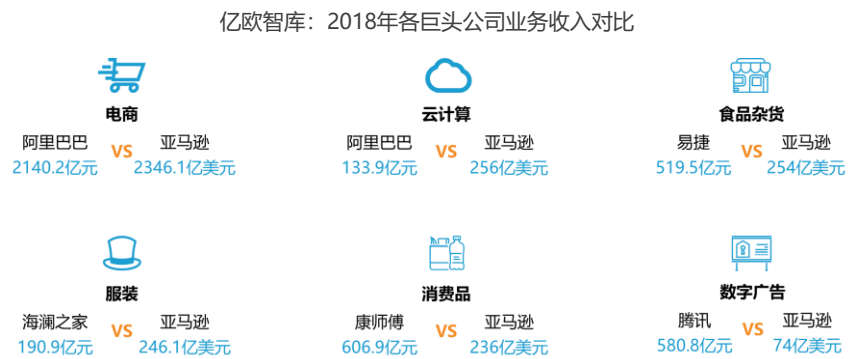 亿欧智库：2018年各巨头公司业务收入对比
电商
阿里巴巴 VS 亚马逊
2140.2亿元 2346.1亿美元
云计算
阿里巴巴 VS 亚马逊
133.9亿元 256亿美元
食品杂货
易捷 VS 亚马逊
519.5亿元 254亿美元
服装
海澜之家 VS 亚马逊
190.9亿元 246.1亿美元
消费品
康师傅 VS 亚马逊
606.9亿元 236亿美元
数字广告
腾讯 VS 亚马逊
580.8亿元 74亿美元